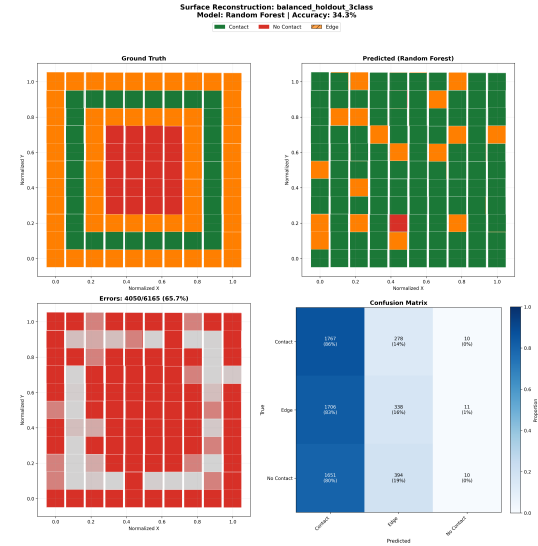 Surface Reconstruction: balanced_holdout_3class
Model: Random Forest | Accuracy: 34.3%
Contact No Contact Edge
Ground Truth
Normalized Y
1.0
0.8
0.6
0.4
0.2
0.0
0.0 0.2 0.4 0.6 0.8 1.0
Normalized X
Predicted (Random Forest)
Normalized Y
1.0
0.8
0.6
0.4
0.2
0.0
0.0 0.2 0.4 0.6 0.8 1.0
Normalized X
Errors: 4050/6165 (65.7%)
Normalized Y
1.0
0.8
0.6
0.4
0.2
0.0
0.0 0.2 0.4 0.6 0.8 1.0
Normalized X
Confusion Matrix
True
Contact
Edge
No Contact
1767
(86%)
278
(14%)
10
(0%)
1706
(83%)
338
(16%)
11
(1%)
1651
(80%)
394
(19%)
10
(0%)
Contact
Edge
No Contact
Predicted
1.0
0.8
0.6
0.4
0.2
0.0
Proportion